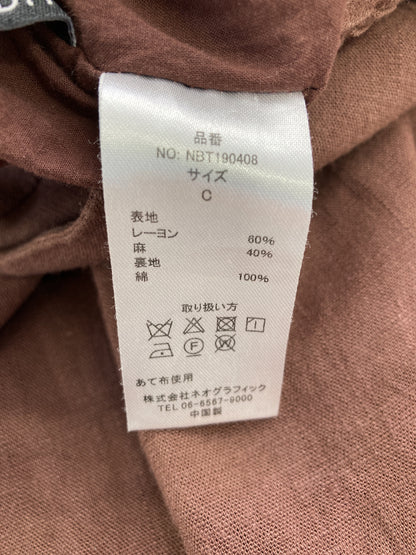 品番
NO: NBT190408
サイズ
C
表地
レーヨン 60%
麻 40%
裏地
綿 100%
取り扱い方
あて布使用
株式会社ネオグラフィック
TEL 06-6567-9000
中国製